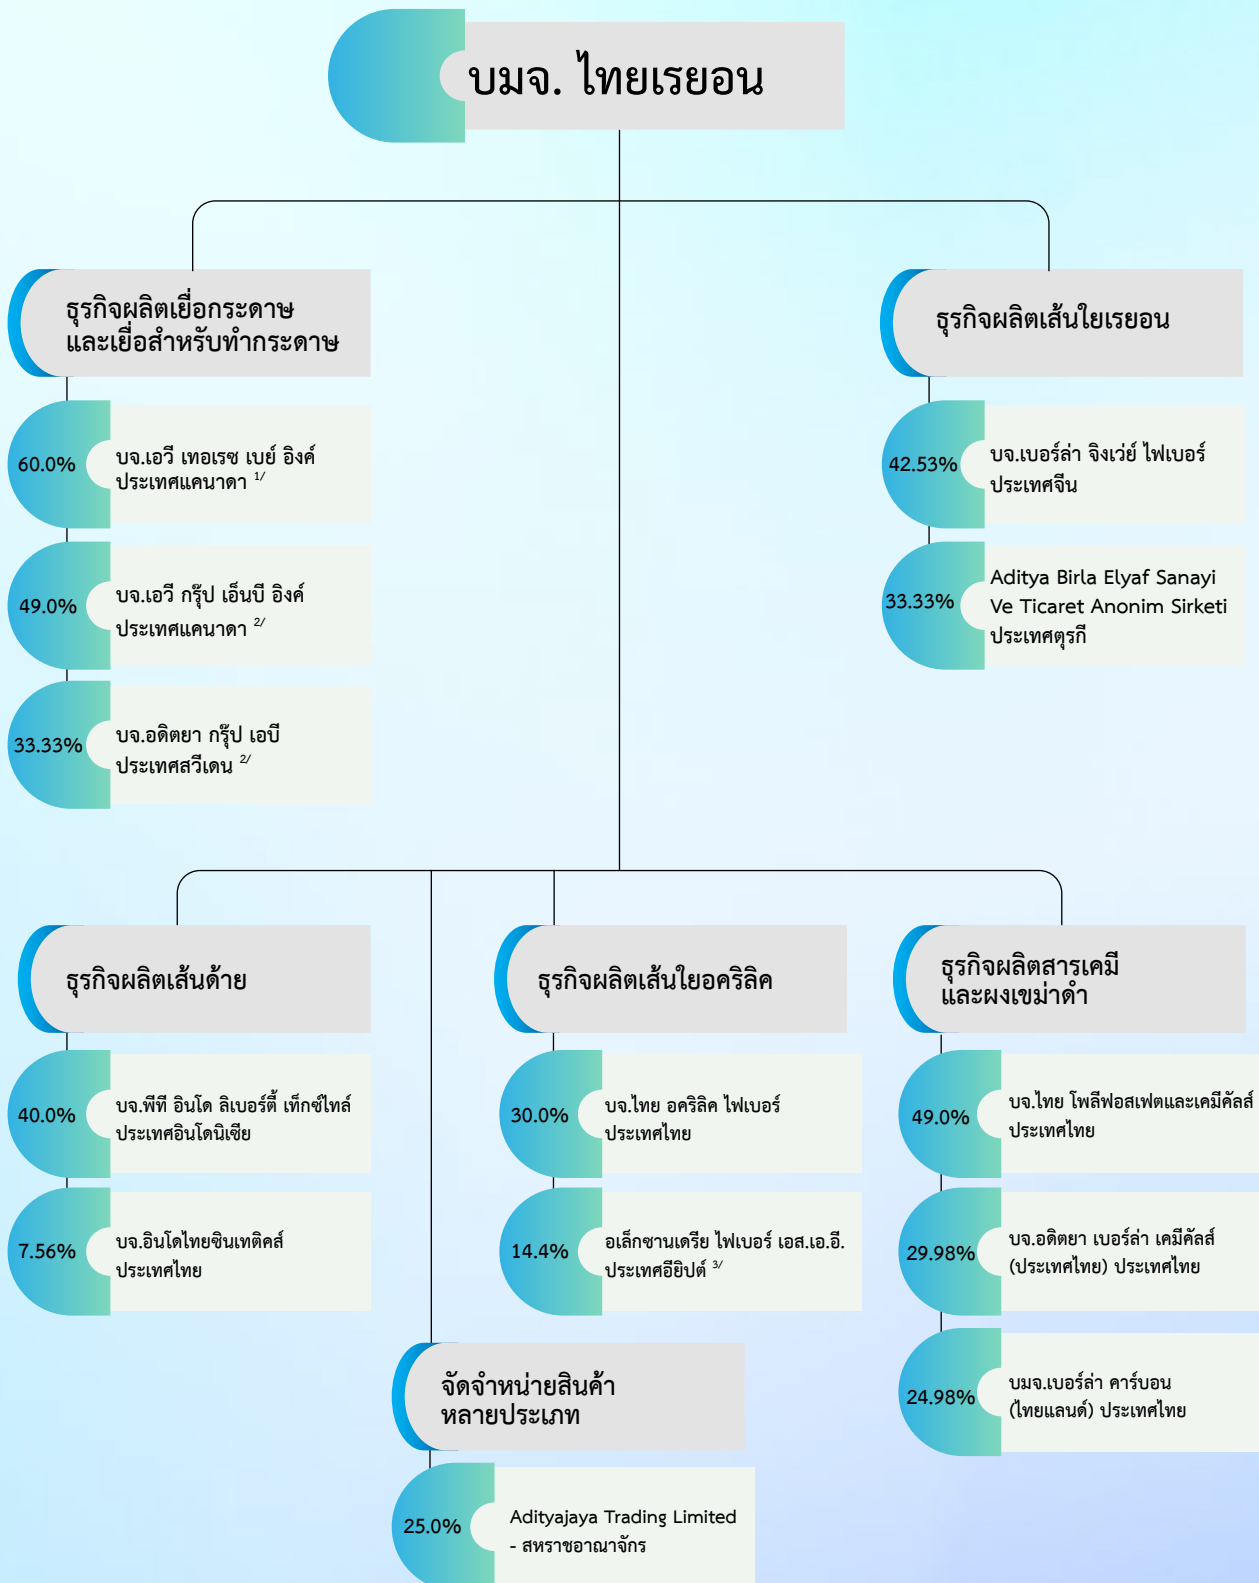 บมจ. ไทยเรยอน
ธุรกิจผลิตเยื่อกระดาษ
และเยื่อสำหรับทำกระดาษ
60.0%
บจ.เอวี เทอเรซ เบย์ อิงค์
ประเทศแคนาดา 1/
49.0%
บจ.เอวี กรุ๊ป เอ็นบี อิงค์
ประเทศแคนาดา 2/
33.33%
บจ.อดิตยา กรุ๊ป เอบี
ประเทศสวีเดน 2/
ธุรกิจผลิตเส้นใยเรยอน
42.53%
บจ.เบอร์ล่า จิงเว่ย์ ไฟเบอร์
ประเทศจีน
33.33%
Aditya Birla Elyaf Sanayi
Ve Ticaret Anonim Sirketi
ประเทศตุรกี
ธุรกิจผลิตเส้นด้าย
40.0%
บจ.พีที อินโด ลิเบอร์ตี้ เท็กซ์ไทล์
ประเทศอินโดนิเซีย
7.56%
บจ.อินโดไทยซินเทติคส์
ประเทศไทย
ธุรกิจผลิตเส้นใยอคริลิค
30.0%
บจ.ไทย อคริลิค ไฟเบอร์
ประเทศไทย
14.4%
อเล็กซานเดรีย ไฟเบอร์ เอส.เอ.อี.
ประเทศอียิปต์ 3/
ธุรกิจผลิตสารเคมี
และผงเขม่าดำ
49.0%
บจ.ไทย โพลีฟอสเฟตและเคมีคัลส์
ประเทศไทย
29.98%
บจ.อดิตยา เบอร์ล่า เคมีคัลส์
(ประเทศไทย) ประเทศไทย
24.98%
บมจ.เบอร์ล่า คาร์บอน
(ไทยแลนด์) ประเทศไทย
จัดจำหน่ายสินค้า
หลายประเภท
25.0%
Adityajaya Trading Limited
- สหราชอาณาจักร